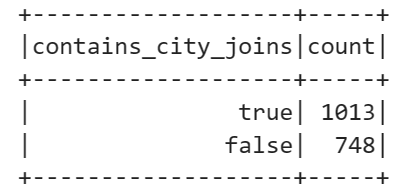 +-------------------+-----+
|contains_city_joins|count|
+-------------------+-----+
|               true| 1013|
|              false|  748|
+-------------------+-----+